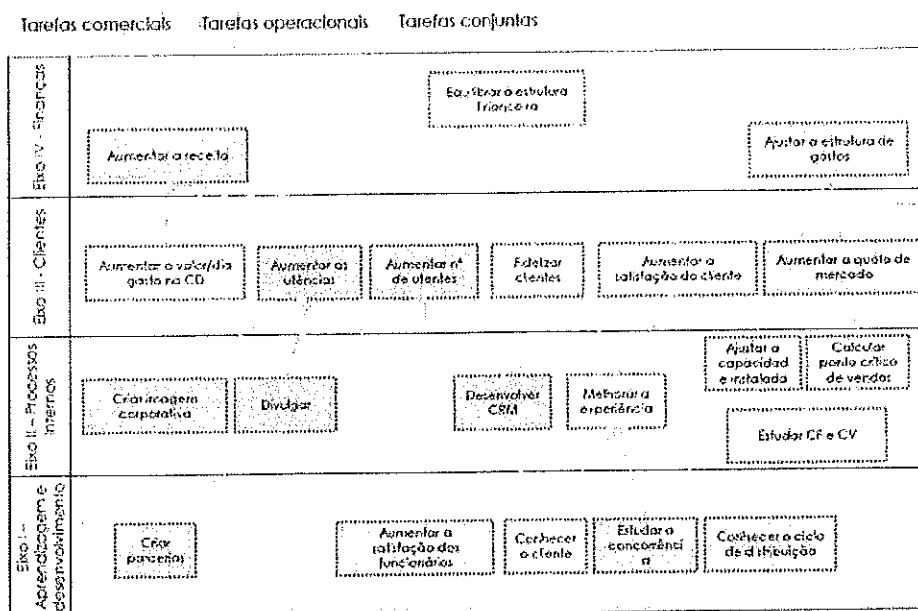 Tarefas comerciais Tarefas operacionais Tarefas conjuntas
Eixo IV - Finanças
Equilibrar a estrutura
financeira
Aumentar a receita
Ajustar a estrutura de
gastos
Eixo III - Clientes
Aumentar o valor/dia
gasto no CD
Aumentar as
utências
Aumentar nº
de utentes
Fidelizar
clientes
Aumentar a
satisfação do cliente
Aumentar a quota de
mercado
Eixo II – Processos
Internos
Criar imagem
corporativa
Divulgar
Desenvolver
CRM
Melhorar a
experiência
Ajustar a
capacidad
e instalada
Calcular
ponto crítico
de vendas
Estudar CF e CV
Eixo I –
Aprendizagem e
desenvolvimento
Criar
parcerias
Aumentar a
satisfação dos
funcionários
Conhecer
o cliente
Estudar a
concorrênci
a
Conhecer o ciclo
de distribuição